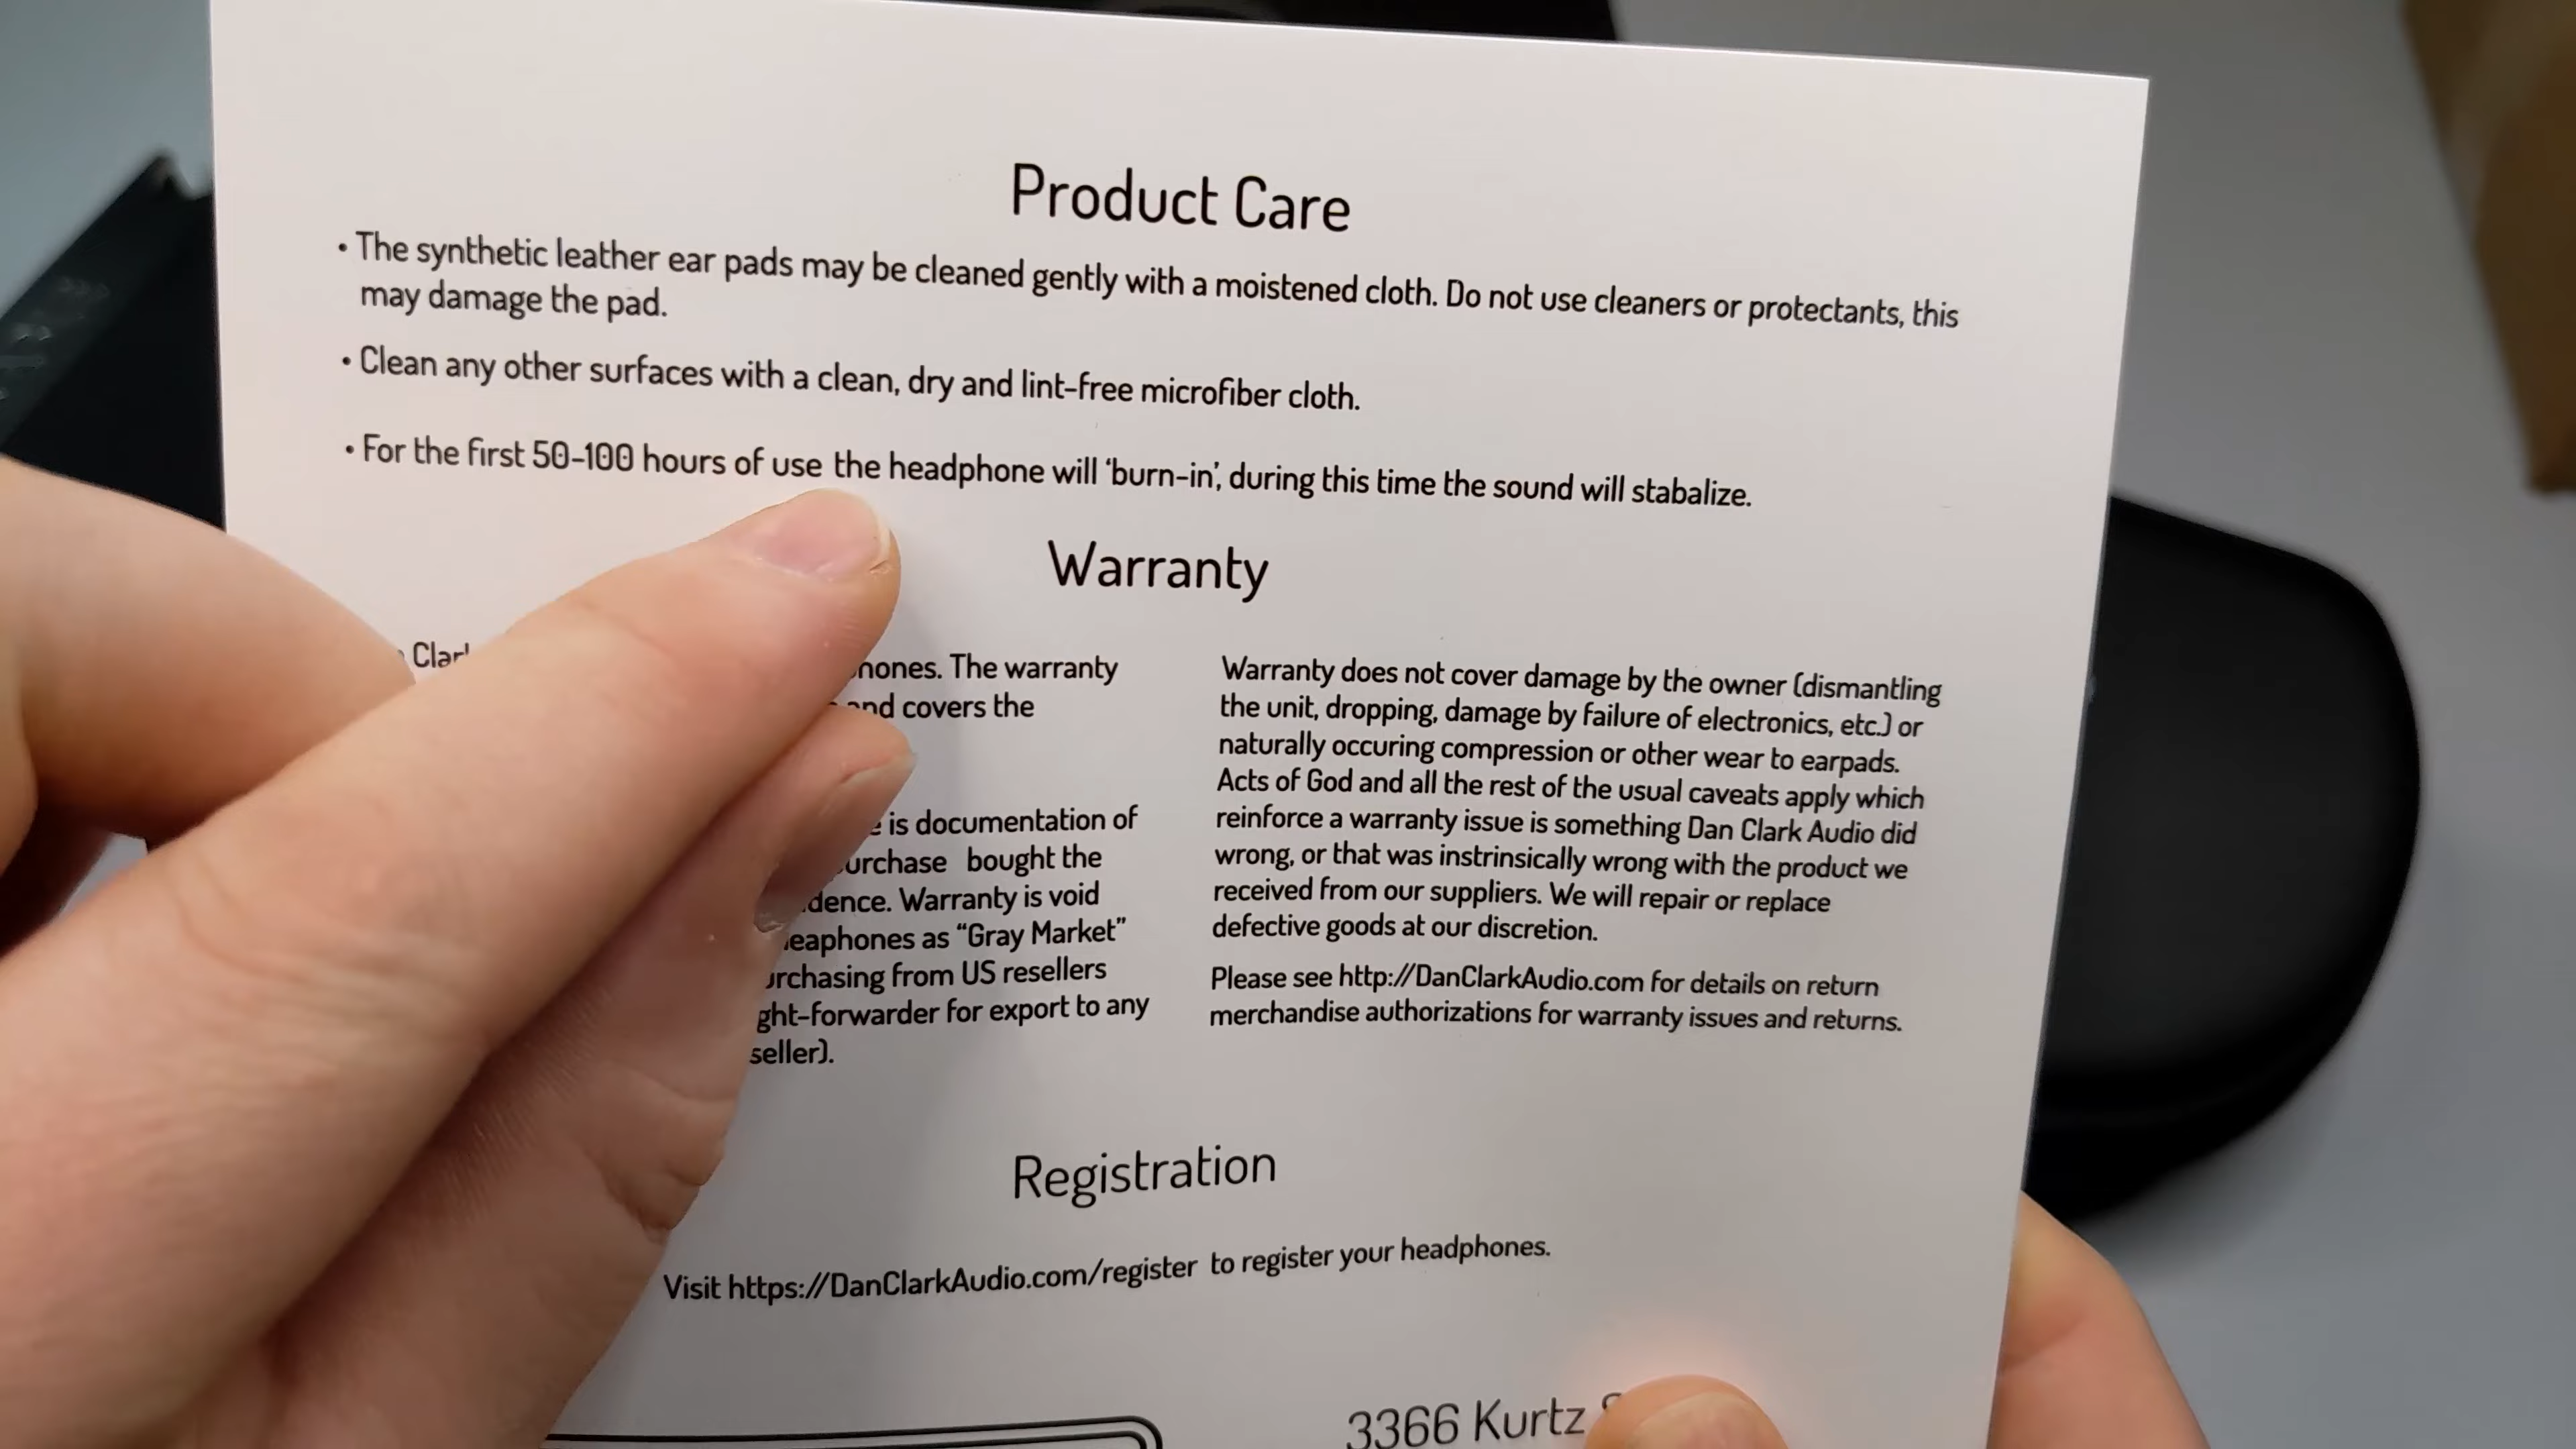 Product Care
• The synthetic leather ear pads may be cleaned gently with a moistened cloth. Do not use cleaners or protectants, this
may damage the pad.
• Clean any other surfaces with a clean, dry and lint-free microfiber cloth.
• For the first 50-100 hours of use the headphone will ‘burn-in’, during this time the sound will stabalize.
Warranty
The warranty
covers the
is documentation of
bought the
Warranty is void
as “Gray Market”
from US resellers
for export to any
seller).
Warranty does not cover damage by the owner (dismantling
the unit, dropping, damage by failure of electronics, etc.) or
naturally occuring compression or other wear to earpads.
Acts of God and all the rest of the usual caveats apply which
reinforce a warranty issue is something Dan Clark Audio did
wrong, or that was instrinsically wrong with the product we
received from our suppliers. We will repair or replace
defective goods at our discretion.
Please see http://DanClarkAudio.com for details on return
merchandise authorizations for warranty issues and returns.
Registration
Visit https://DanClarkAudio.com/register to register your headphones.
3366 Kurtz